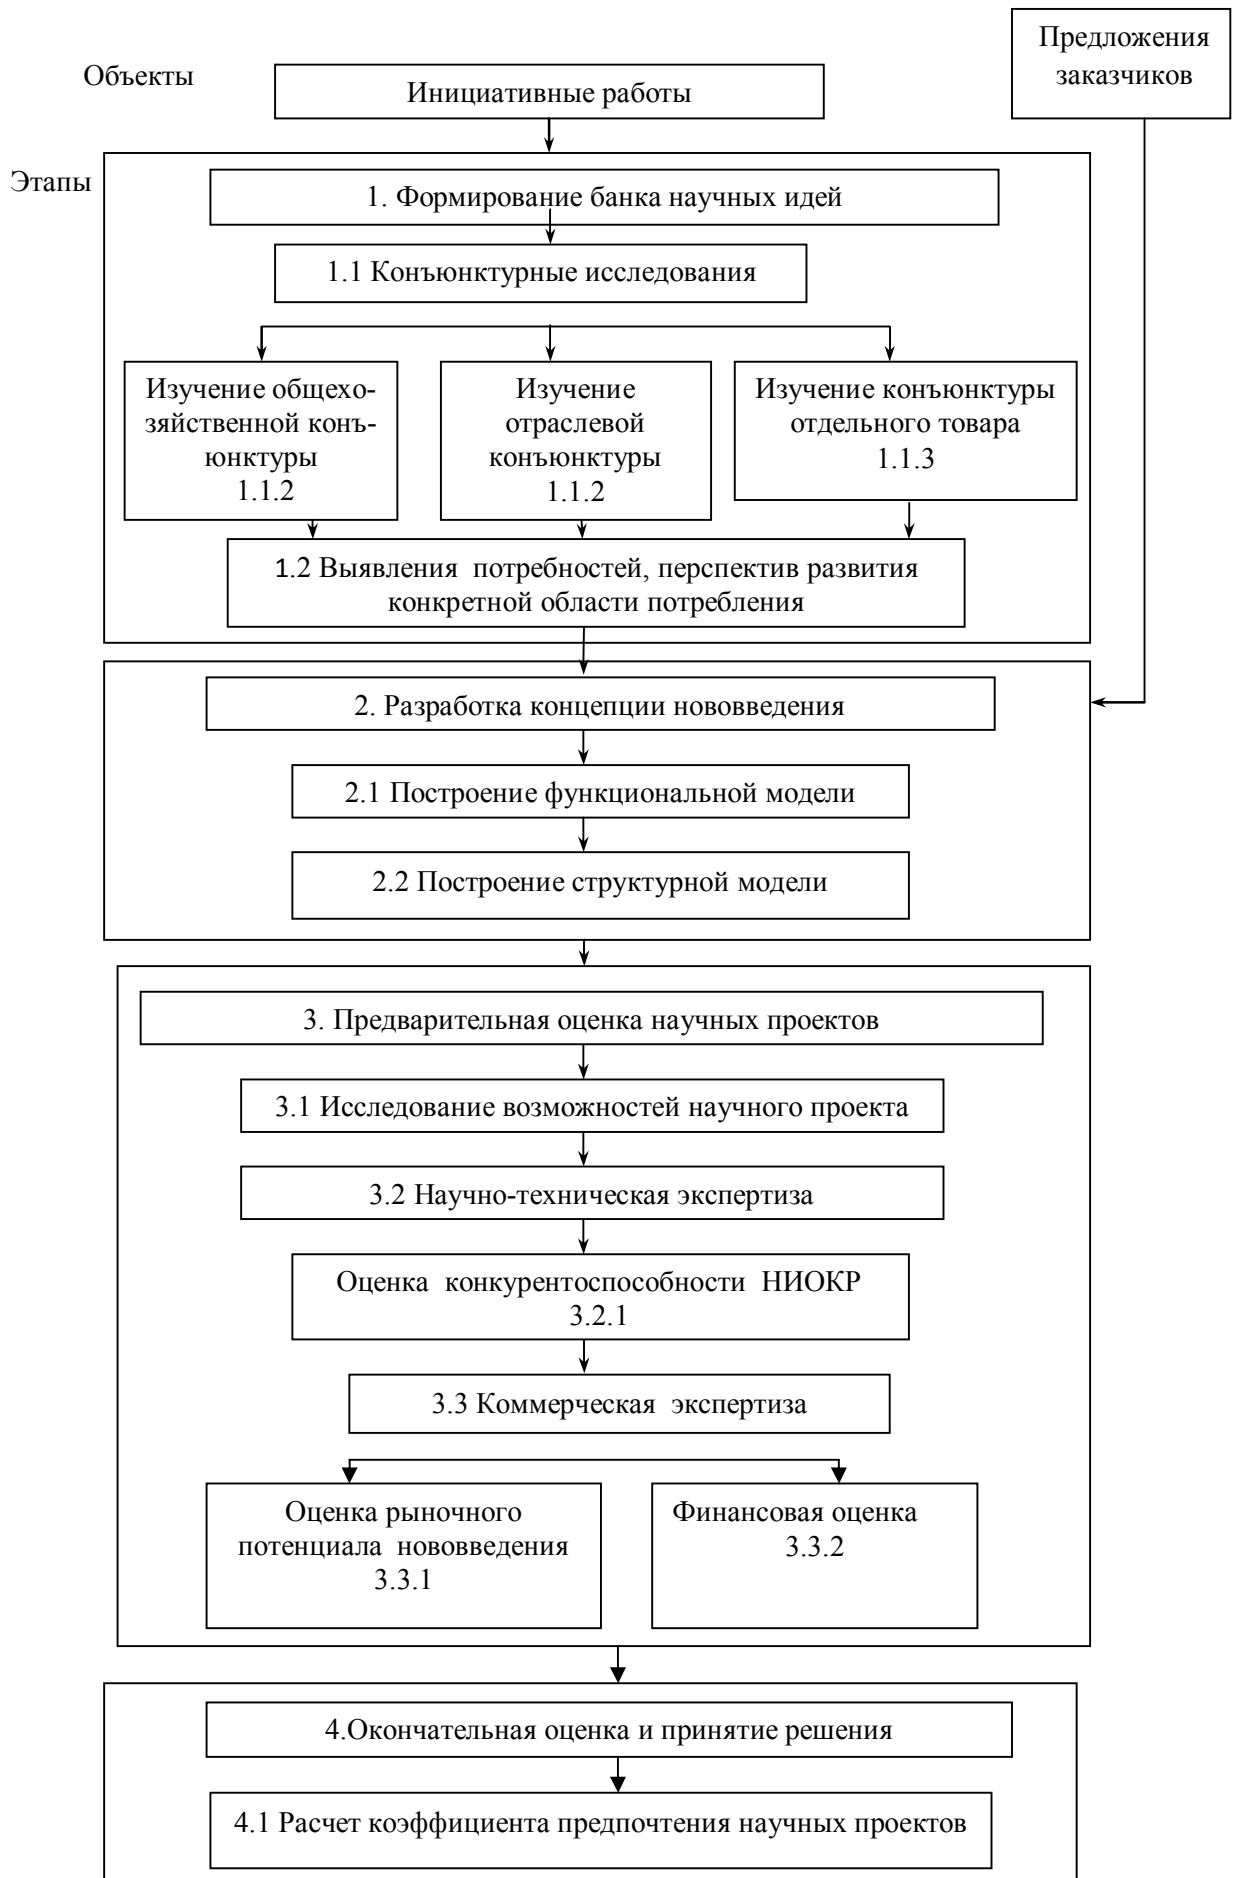 Предложения
заказчиков
Объекты
Инициативные работы
Этапы
1. Формирование банка научных идей
1.1 Конъюнктурные исследования
Изучение общехо-
зяйственной конъ-
юнктуры
1.1.2
Изучение
отраслевой
конъюнктуры
1.1.2
Изучение конъюнктуры
отдельного товара
1.1.3
1.2 Выявления потребностей, перспектив развития
конкретной области потребления
2. Разработка концепции нововведения
2.1 Построение функциональной модели
2.2 Построение структурной модели
3. Предварительная оценка научных проектов
3.1 Исследование возможностей научного проекта
3.2 Научно-техническая экспертиза
Оценка конкурентоспособности НИОКР
3.2.1
3.3 Коммерческая экспертиза
Оценка рыночного
потенциала нововведения
3.3.1
Финансовая оценка
3.3.2
4.Окончательная оценка и принятие решения
4.1 Расчет коэффициента предпочтения научных проектов